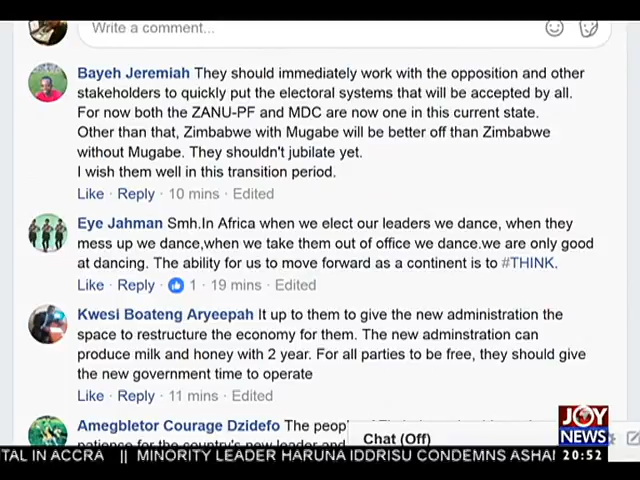 Write a comment...
Bayeh Jeremiah They should immediately work with the opposition and other
stakeholders to quickly put the electoral systems that will be accepted by all.
For now both the ZANU-PF and MDC are now one in this current state.
Other than that, Zimbabwe with Mugabe will be better off than Zimbabwe
without Mugabe. They shouldn't jubilate yet.
I wish them well in this transition period.
Like · Reply · 10 mins · Edited
Eye Jahman Smh.In Africa when we elect our leaders we dance, when they
mess up we dance,when we take them out of office we dance.we are only good
at dancing. The ability for us to move forward as a continent is to #THINK.
Like · Reply · 1 · 19 mins · Edited
Kwesi Boateng Aryeepah It up to them to give the new adiministration the
space to restructure the economy for them. The new adminstration can
produce milk and honey with 2 year. For all parties to be free, they should give
the new government time to operate
Like · Reply · 11 mins · Edited
Amegbletor Courage Dzidefo The
patience for the country's new leader and
Chat (Off)
JOY
NEWS
TAL IN ACCRA || MINORITY LEADER HARUNA IDDRISU CONDEMNS ASHAI
20:52